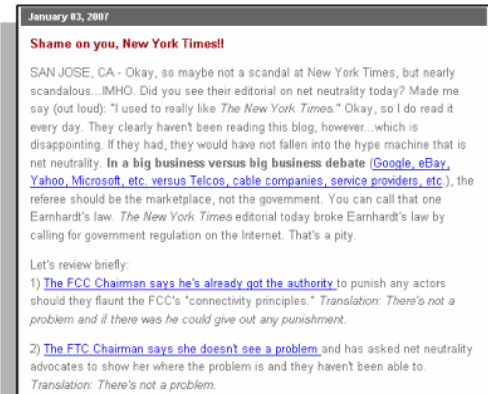 January 03, 2007
Shame on you, New York Times!!
SAN JOSE, CA - Okay, so maybe not a scandal at New York Times, but nearly
scandalous...IMHO. Did you see their editorial on net neutrality today? Made me
say (out loud): "I used to really like The New York Times." Okay, so I do read it
every day. They clearly haven't been reading this blog, however...which is
disappointing. If they had, they would have not fallen into the hype machine that is
net neutrality. In a big business versus big business debate (Google, eBay,
Yahoo, Microsoft, etc. versus Telcos, cable companies, service providers, etc.), the
referee should be the marketplace, not the government. You can call that one
Earnhardt's law. The New York Times editorial today broke Earnhardt's law by
calling for government regulation on the Internet. That's a pity.
Let's review briefly:
1) The FCC Chairman says he's already got the authority to punish any actors
should they flaunt the FCC's "connectivity principles." Translation: There's not a
problem and if there was he could give out any punishment.
2) The FTC Chairman says she doesn't see a problem and has asked net neutrality
advocates to show her where the problem is and they haven't been able to.
Translation: There's not a problem.